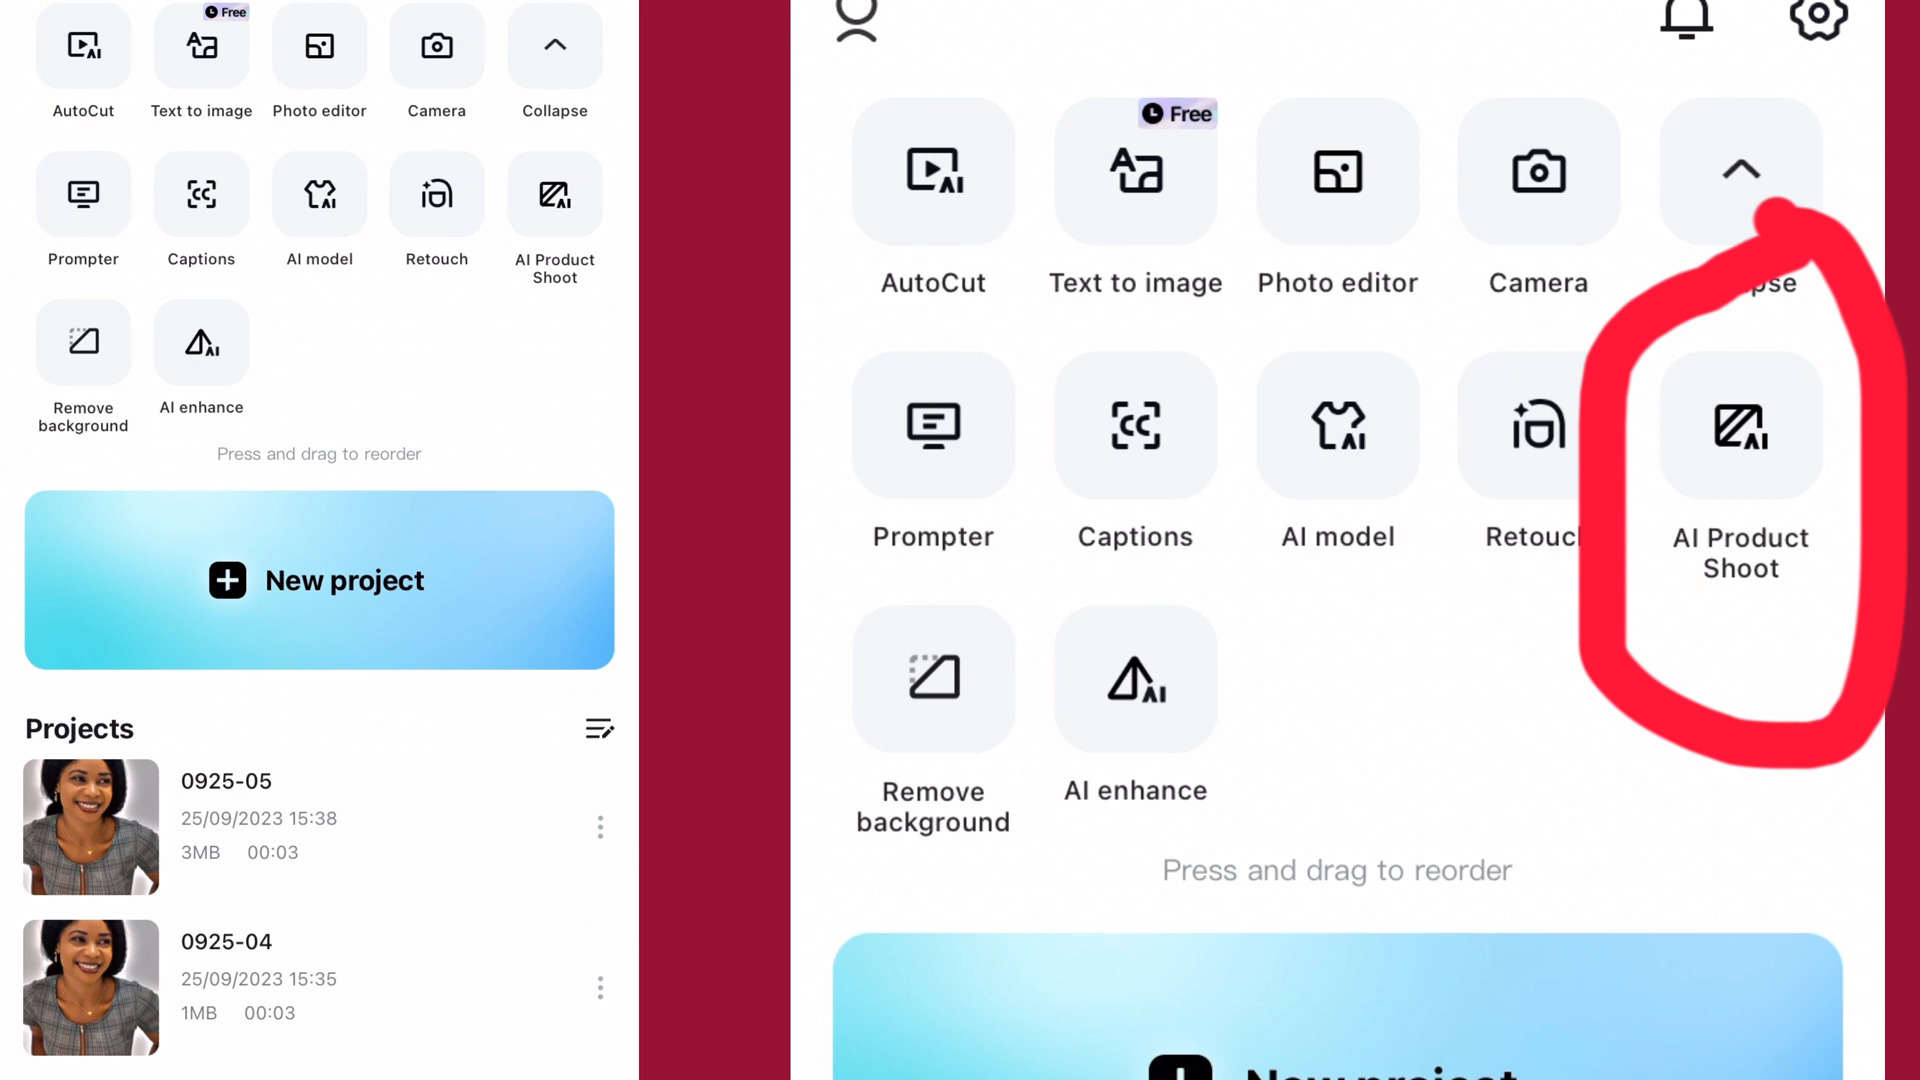 Free
AutoCut Text to image Photo editor Camera Collapse
Prompter Captions AI model Retouch AI Product
Shoot
Remove
background
AI enhance
Press and drag to reorder
New project
Projects
0925-05
25/09/2023 15:38
3MB 00:03
0925-04
25/09/2023 15:35
1MB 00:03
Free
AutoCut Text to image Photo editor Camera
Prompter Captions AI model Retouch AI Product
Shoot
Remove
background
AI enhance
Press and drag to reorder
New project